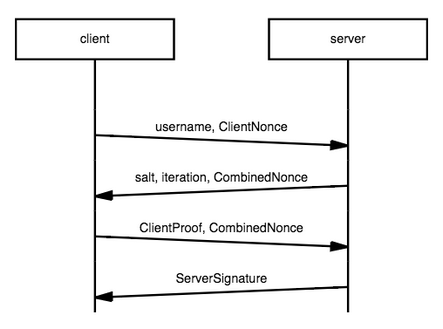 client
server
username, ClientNonce
salt, iteration, CombinedNonce
ClientProof, CombinedNonce
ServerSignature